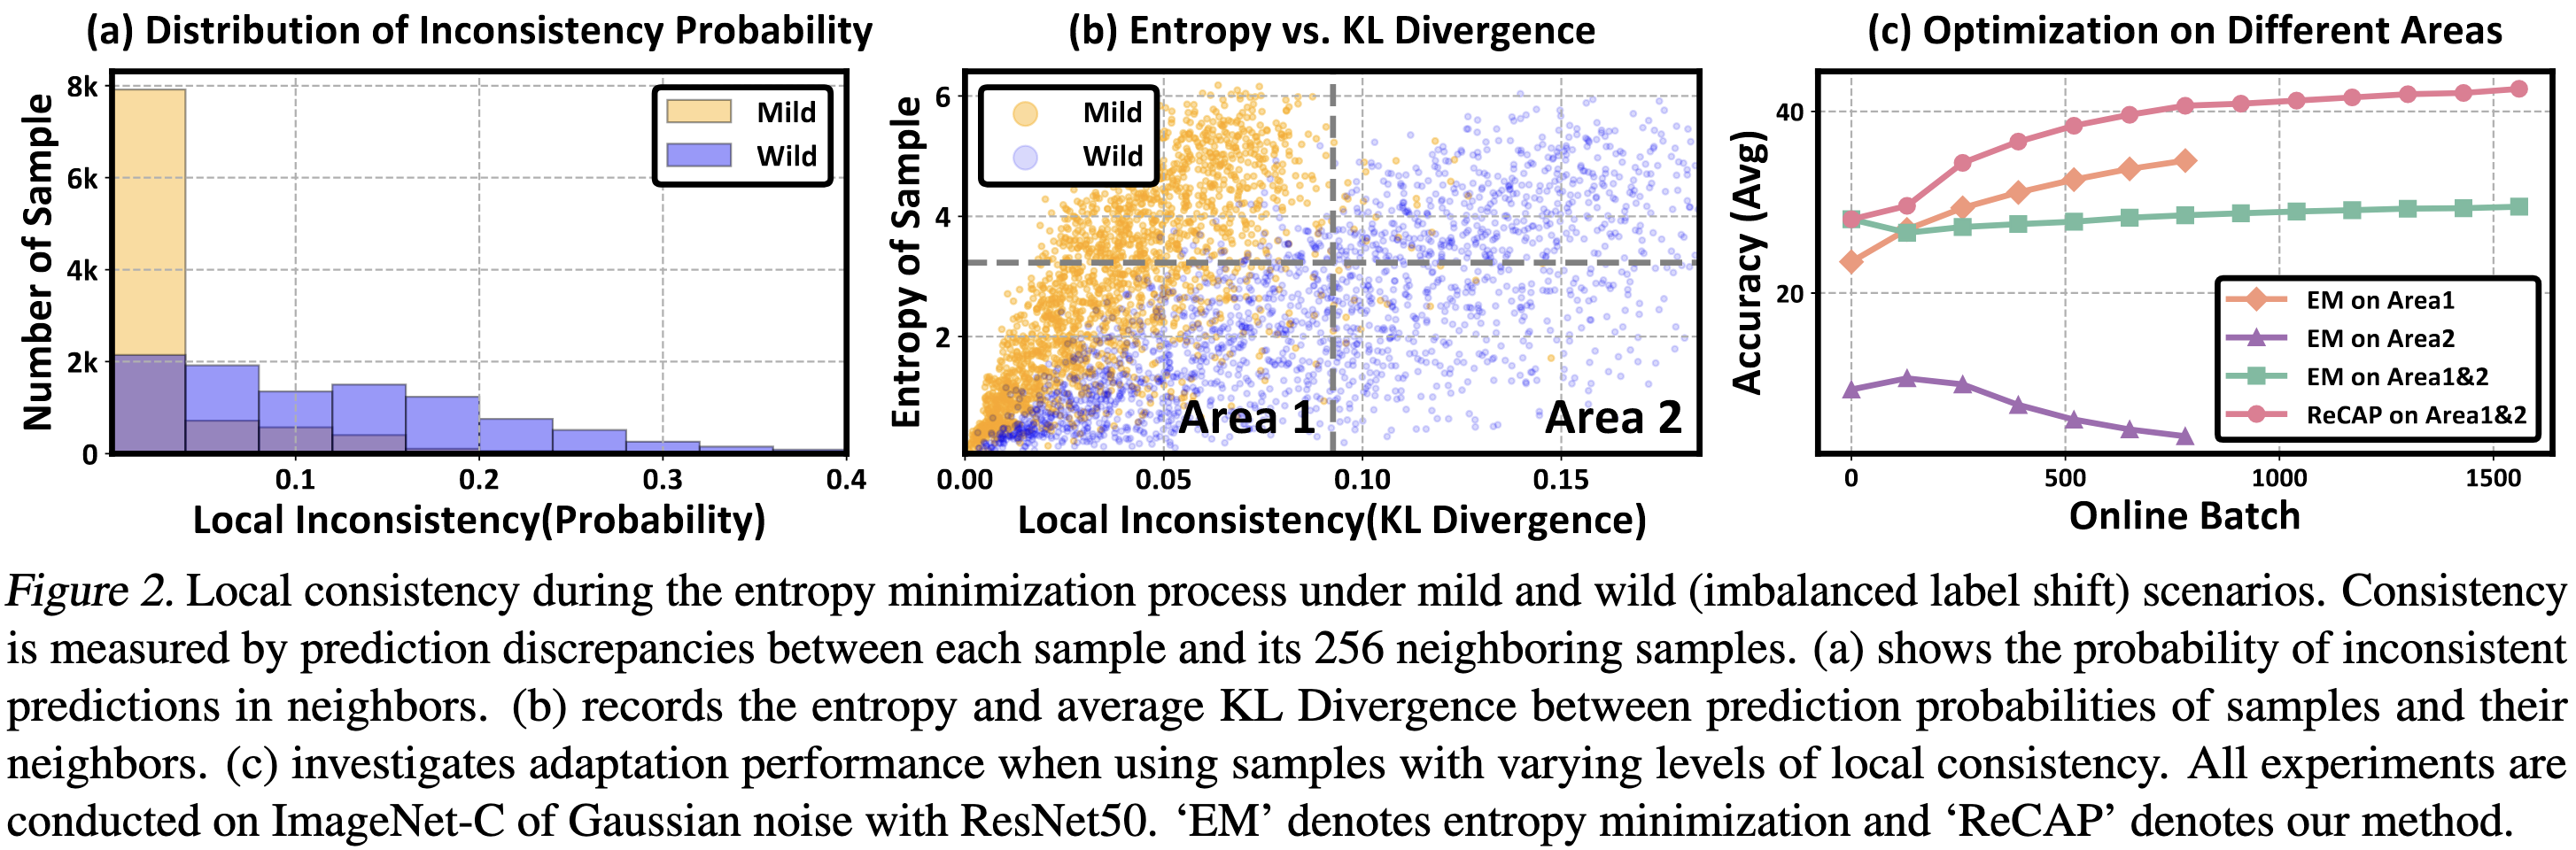 (a) Distribution of Inconsistency Probability
Number of Sample
8k
6k
4k
2k
0
Mild
Wild
0.1
0.2
0.3
0.4
Local Inconsistency(Probability)
(b) Entropy vs. KL Divergence
Entropy of Sample
6
4
2
Mild
Wild
Area 1
Area 2
0.00
0.05
0.10
0.15
Local Inconsistency(KL Divergence)
(c) Optimization on Different Areas
Accuracy (Avg)
40
20
EM on Area1
EM on Area2
EM on Area1&2
ReCAP on Area1&2
0
500
1000
1500
Online Batch
Figure 2. Local consistency during the entropy minimization process under mild and wild (imbalanced label shift) scenarios. Consistency
is measured by prediction discrepancies between each sample and its 256 neighboring samples. (a) shows the probability of inconsistent
predictions in neighbors. (b) records the entropy and average KL Divergence between prediction probabilities of samples and their
neighbors. (c) investigates adaptation performance when using samples with varying levels of local consistency. All experiments are
conducted on ImageNet-C of Gaussian noise with ResNet50. ‘EM’ denotes entropy minimization and ‘ReCAP’ denotes our method.